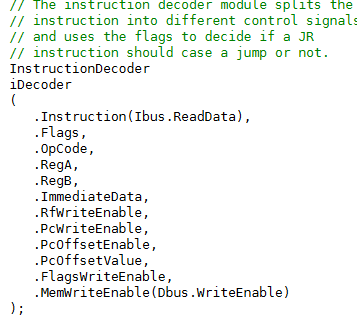 // The instruction decoder module splits the
// instruction into different control signals
// and uses the flags to decide if a JR
// instruction should case a jump or not.
InstructionDecoder
iDecoder
(
.Instruction(Ibus.ReadData),
.Flags,
.OpCode,
.RegA,
.RegB,
.ImmediateData,
.RfWriteEnable,
.PcWriteEnable,
.PcOffsetEnable,
.PcOffsetValue,
.FlagsWriteEnable,
.MemWriteEnable(Dbus.WriteEnable)
);